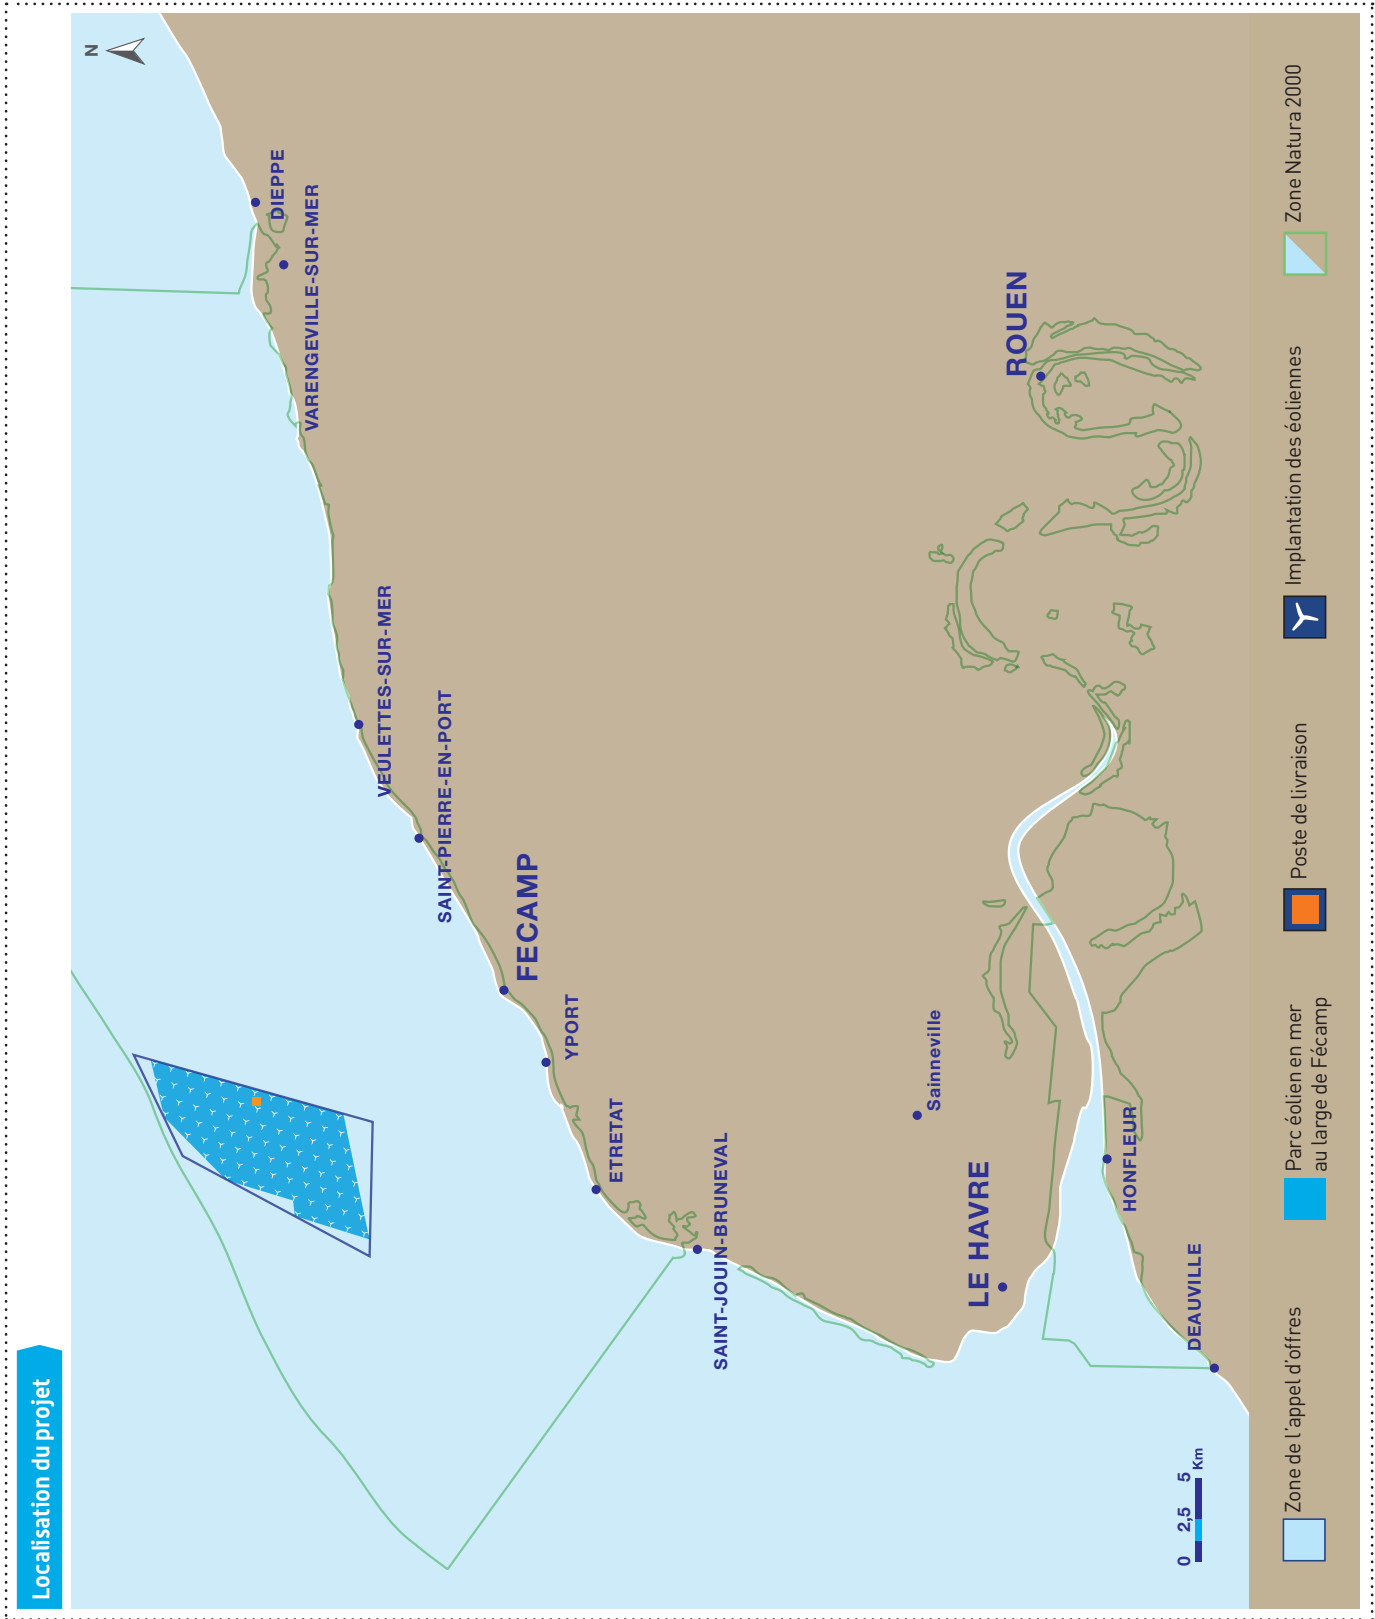 Localisation du projet
N
DIEPPE
VARENGEVILLE-SUR-MER
VEULETTES-SUR-MER
SAINT-PIERRE-EN-PORT
FECAMP
YPORT
ETRETAT
SAINT-JOUIN-BRUNEVAL
ROUEN
Sainneville
LE HAVRE
HONFLEUR
DEAUVILLE
0 2,5 5
Km
Zone de l'appel d'offres
Parc éolien en mer
au large de Fécamp
Poste de livraison
Implantation des éoliennes
Zone Natura 2000